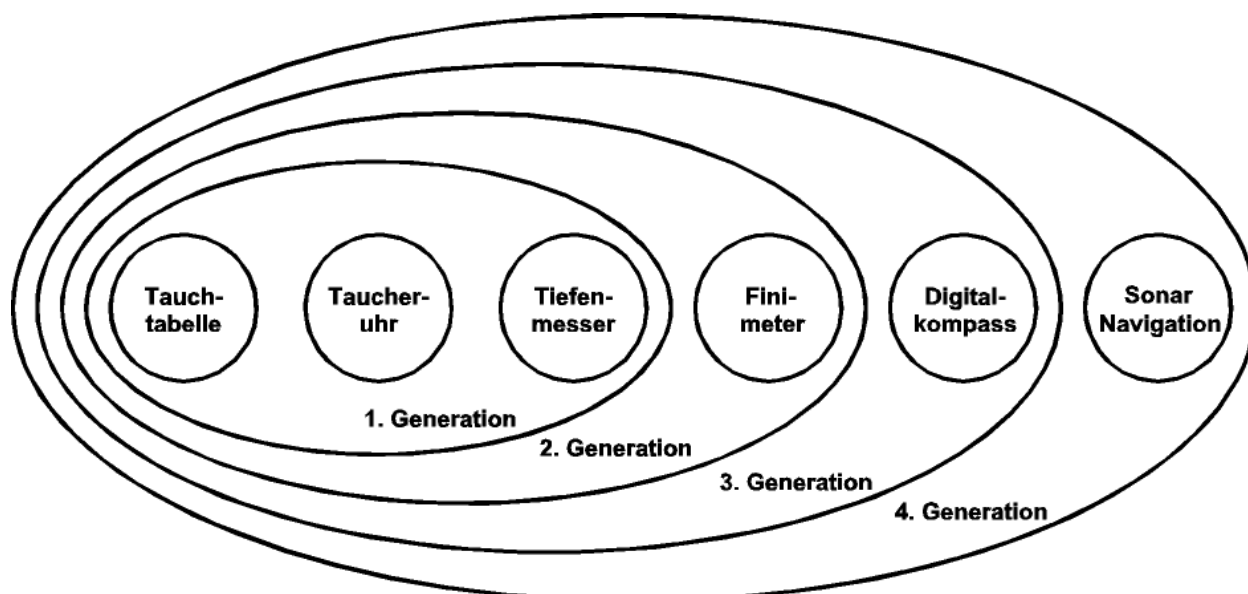 Tauch-
tabelle
Taucher-
uhr
Tiefen-
messer
Fini-
meter
Digital-
kompass
Sonar
Navigation
1. Generation
2. Generation
3. Generation
4. Generation